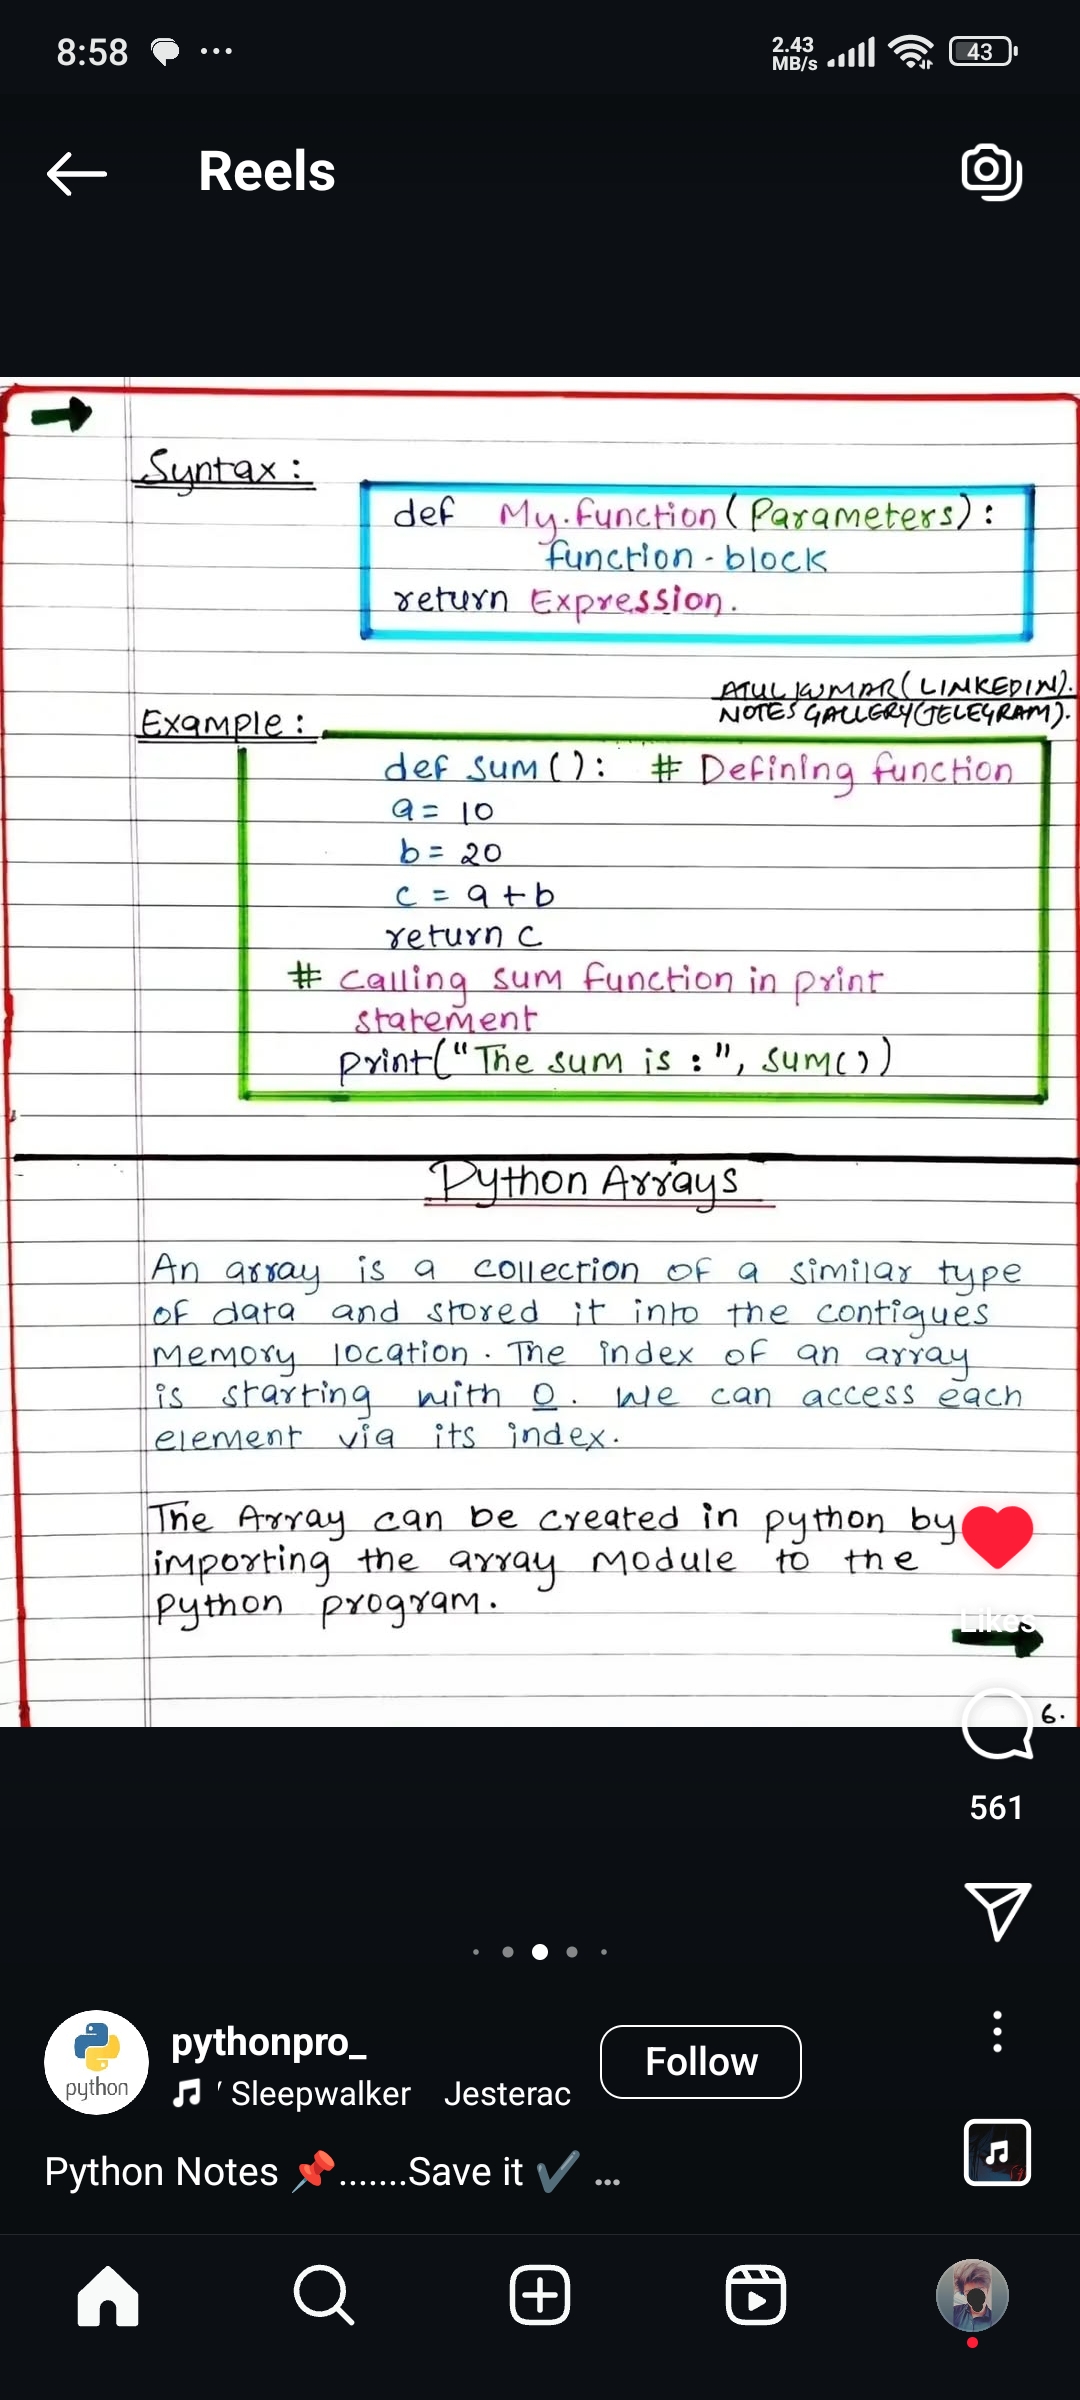 8:58 ...
2.43
MB/s
43
Reels
Syntax :
def My.function (Parameters) :
function - block
return Expression.
ATUL KUMAR (LINKEDIN).
NOTES GALLERY (TELEGRAM).
Example :
def sum () : # Defining function
a = 10
b = 20
c = a + b
return c
# Calling sum function in print
statement
print("The sum is :", sum())
Python Arrays
An array is a collection of a similar type
of data and stored it into the contigues
memory location. The index of an array
is starting with 0. We can access each
element via its index.
The Array can be created in python by
importing the array module to the
python program.
Likes
6.
561
python
pythonpro_
Follow
' Sleepwalker Jesterac
Python Notes 📌.......Save it ✔️ ...